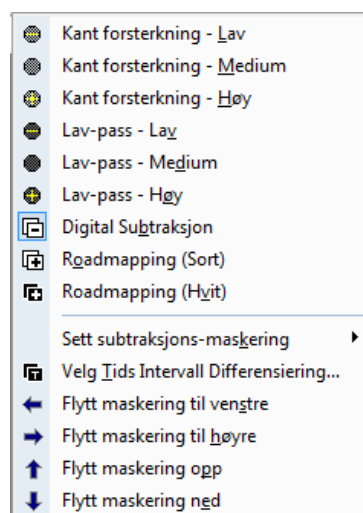 Kant forsterkning - Lav
Kant forsterkning - Medium
Kant forsterkning - Høy
Lav-pass - Lav
Lav-pass - Medium
Lav-pass - Høy
Digital Subtraksjon
Roadmapping (Sort)
Roadmapping (Hvit)
Sett subtraksjons-maskering
Velg Tids Intervall Differensiering...
Flytt maskering til venstre
Flytt maskering til høyre
Flytt maskering opp
Flytt maskering ned